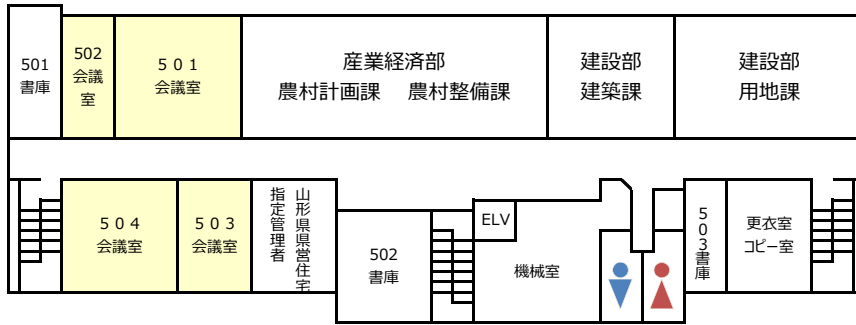 501
書庫
502
会議
室
５０１
会議室
産業経済部
農村計画課　農村整備課
建設部
建築課
建設部
用地課
５０４
会議室
５０３
会議室
山形県県営住宅
指定管理者
502
書庫
ELV
機械室
５０３書庫
更衣室
コピー室